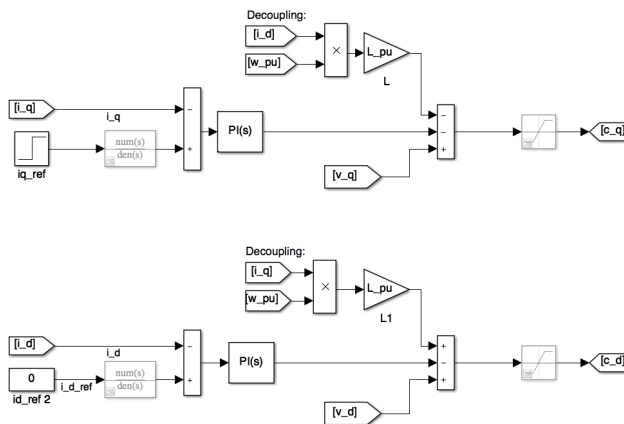 Decoupling:
[i_d]
[w_pu]
×
L_pu
L
[i_q]
i_q
iq_ref
num(s)
den(s)
−
+
PI(s)
−
−
+
[v_q]
[c_q]
Decoupling:
[i_q]
[w_pu]
×
L_pu
L1
[i_d]
i_d
0
id_ref 2
i_d_ref
num(s)
den(s)
−
+
PI(s)
+
−
+
[v_d]
[c_d]